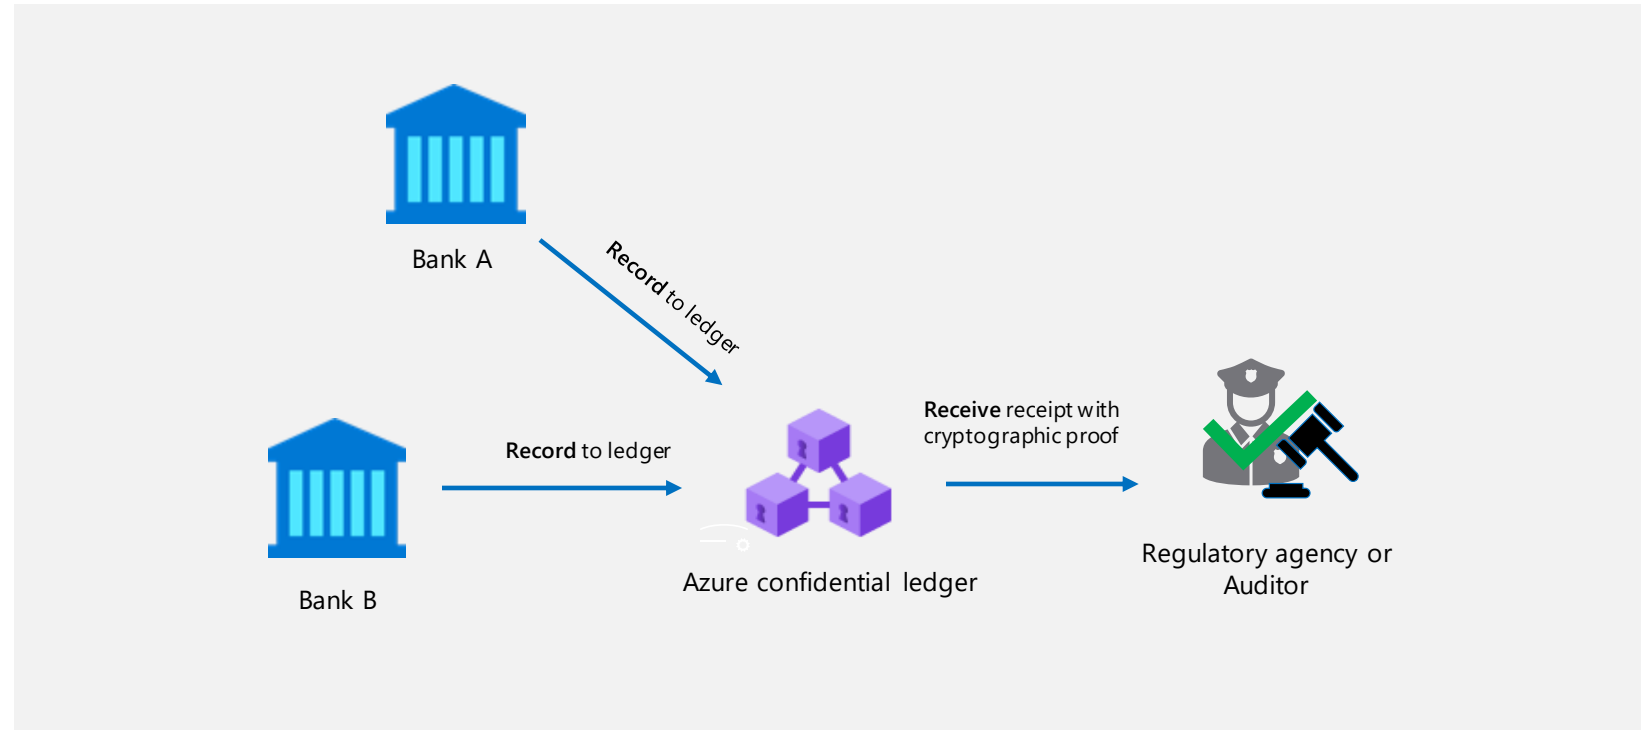 Bank A
Record to ledger
Record to ledger
Bank B
Azure confidential ledger
Receive receipt with
cryptographic proof
Regulatory agency or
Auditor